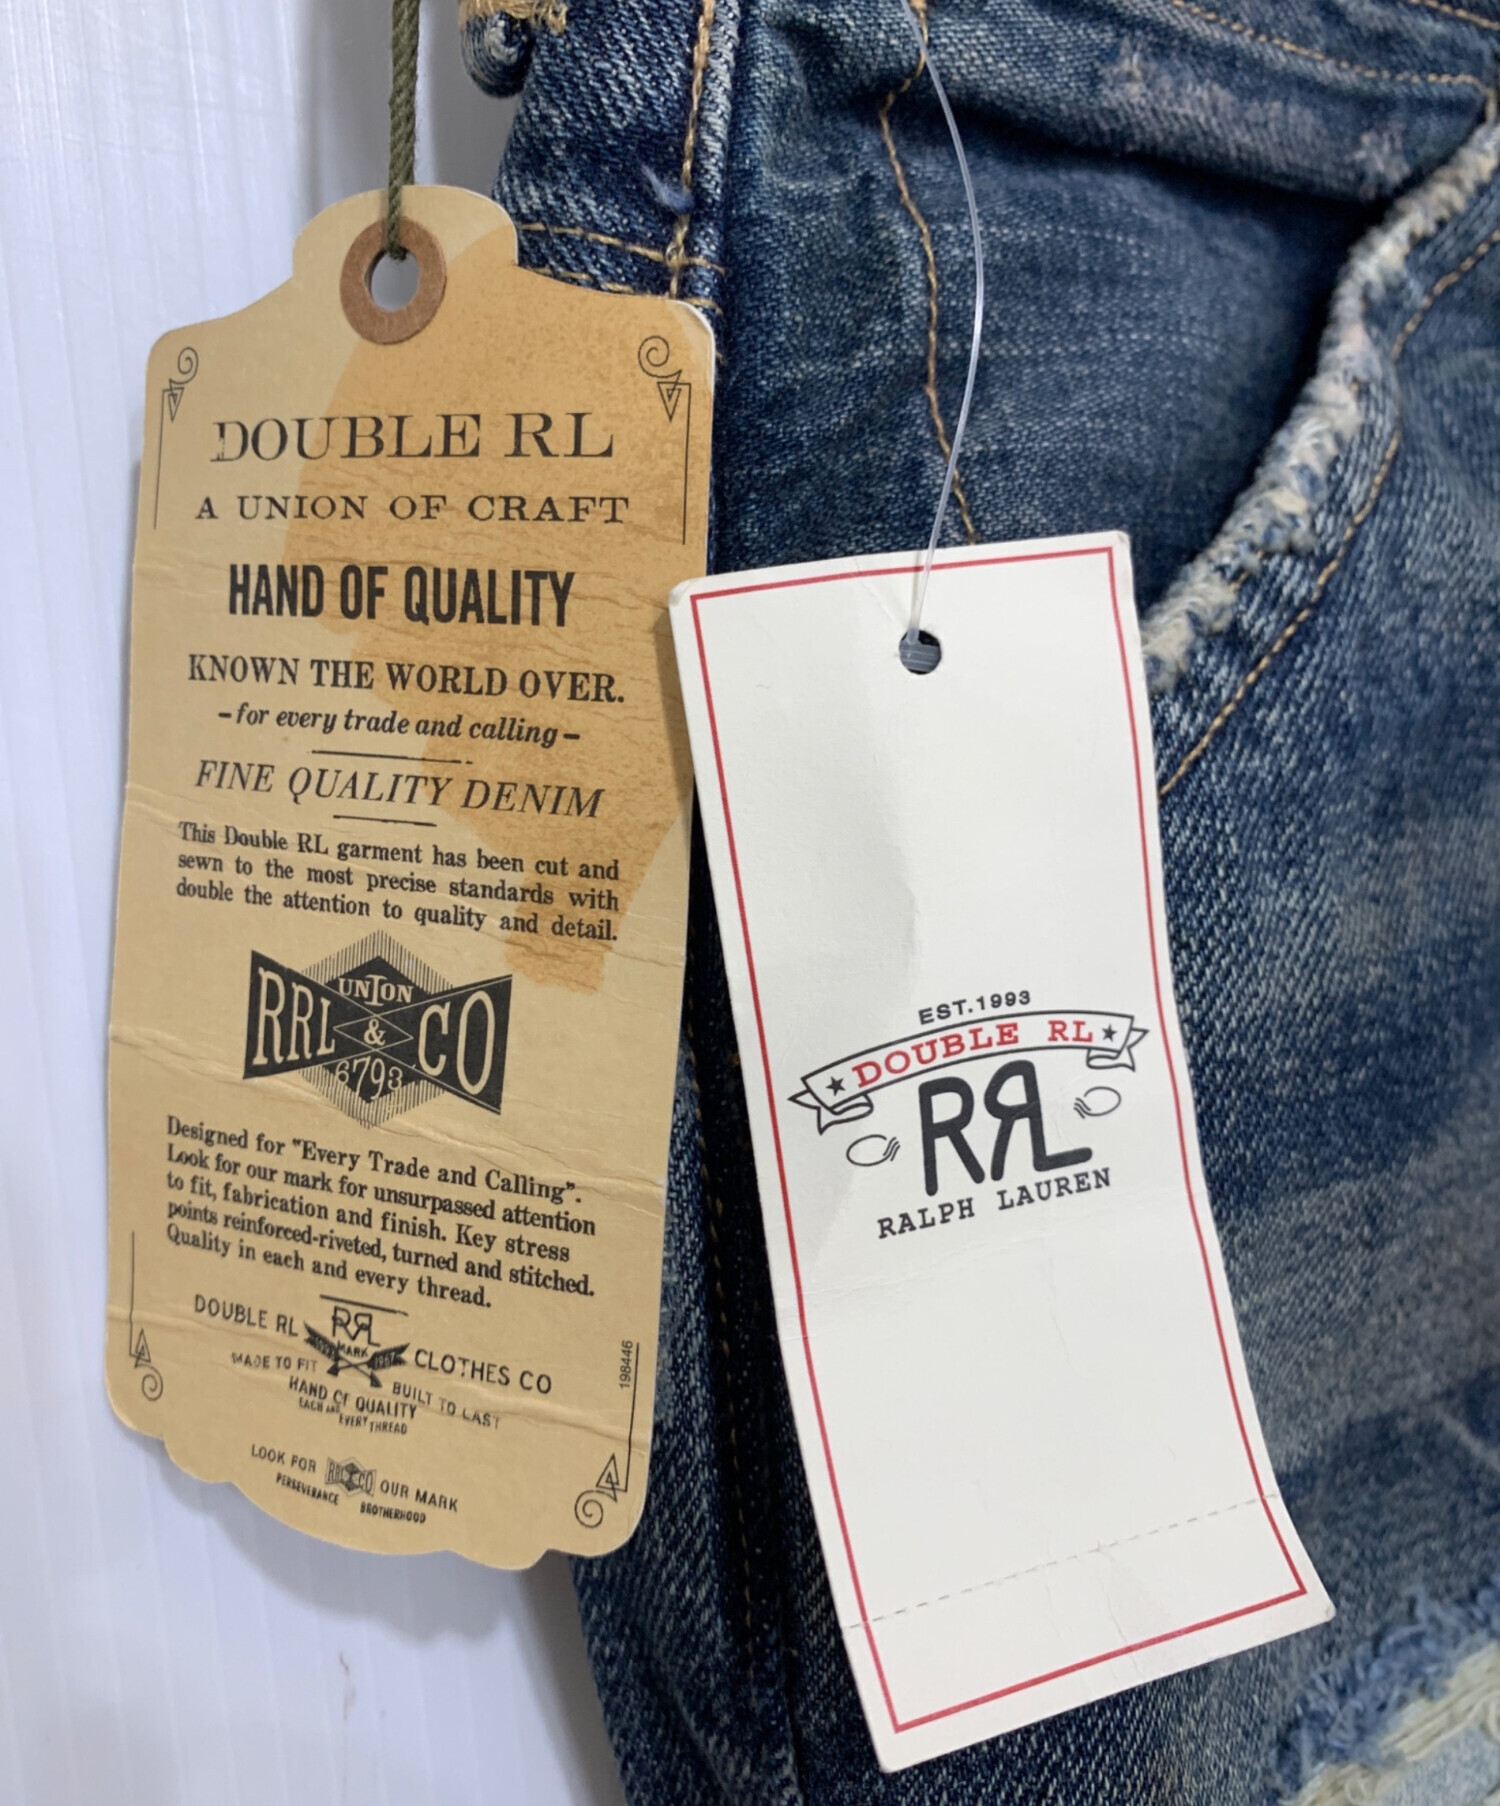 DOUBLE RL
A UNION OF CRAFT
HAND OF QUALITY
KNOWN THE WORLD OVER.
-for every trade and calling-
FINE QUALITY DENIM
This Double RL garment has been cut and
sewn to the most precise standards with
double the attention to quality and detail.
UNION
RRL & CO
6793
Designed for "Every Trade and Calling".
Look for our mark for unsurpassed attention
to fit, fabrication and finish. Key stress
points reinforced-riveted, turned and stitched.
Quality in each and every thread.
DOUBLE RL RRL CLOTHES CO
MARK
MADE TO FIT BUILT TO LAST
HAND OF QUALITY
EACH AND
EVERY THREAD
LOOK FOR RRL & CO OUR MARK
PERSEVERANCE BROTHERHOOD
198446
EST.1993
DOUBLE RL
RRL
RALPH LAUREN